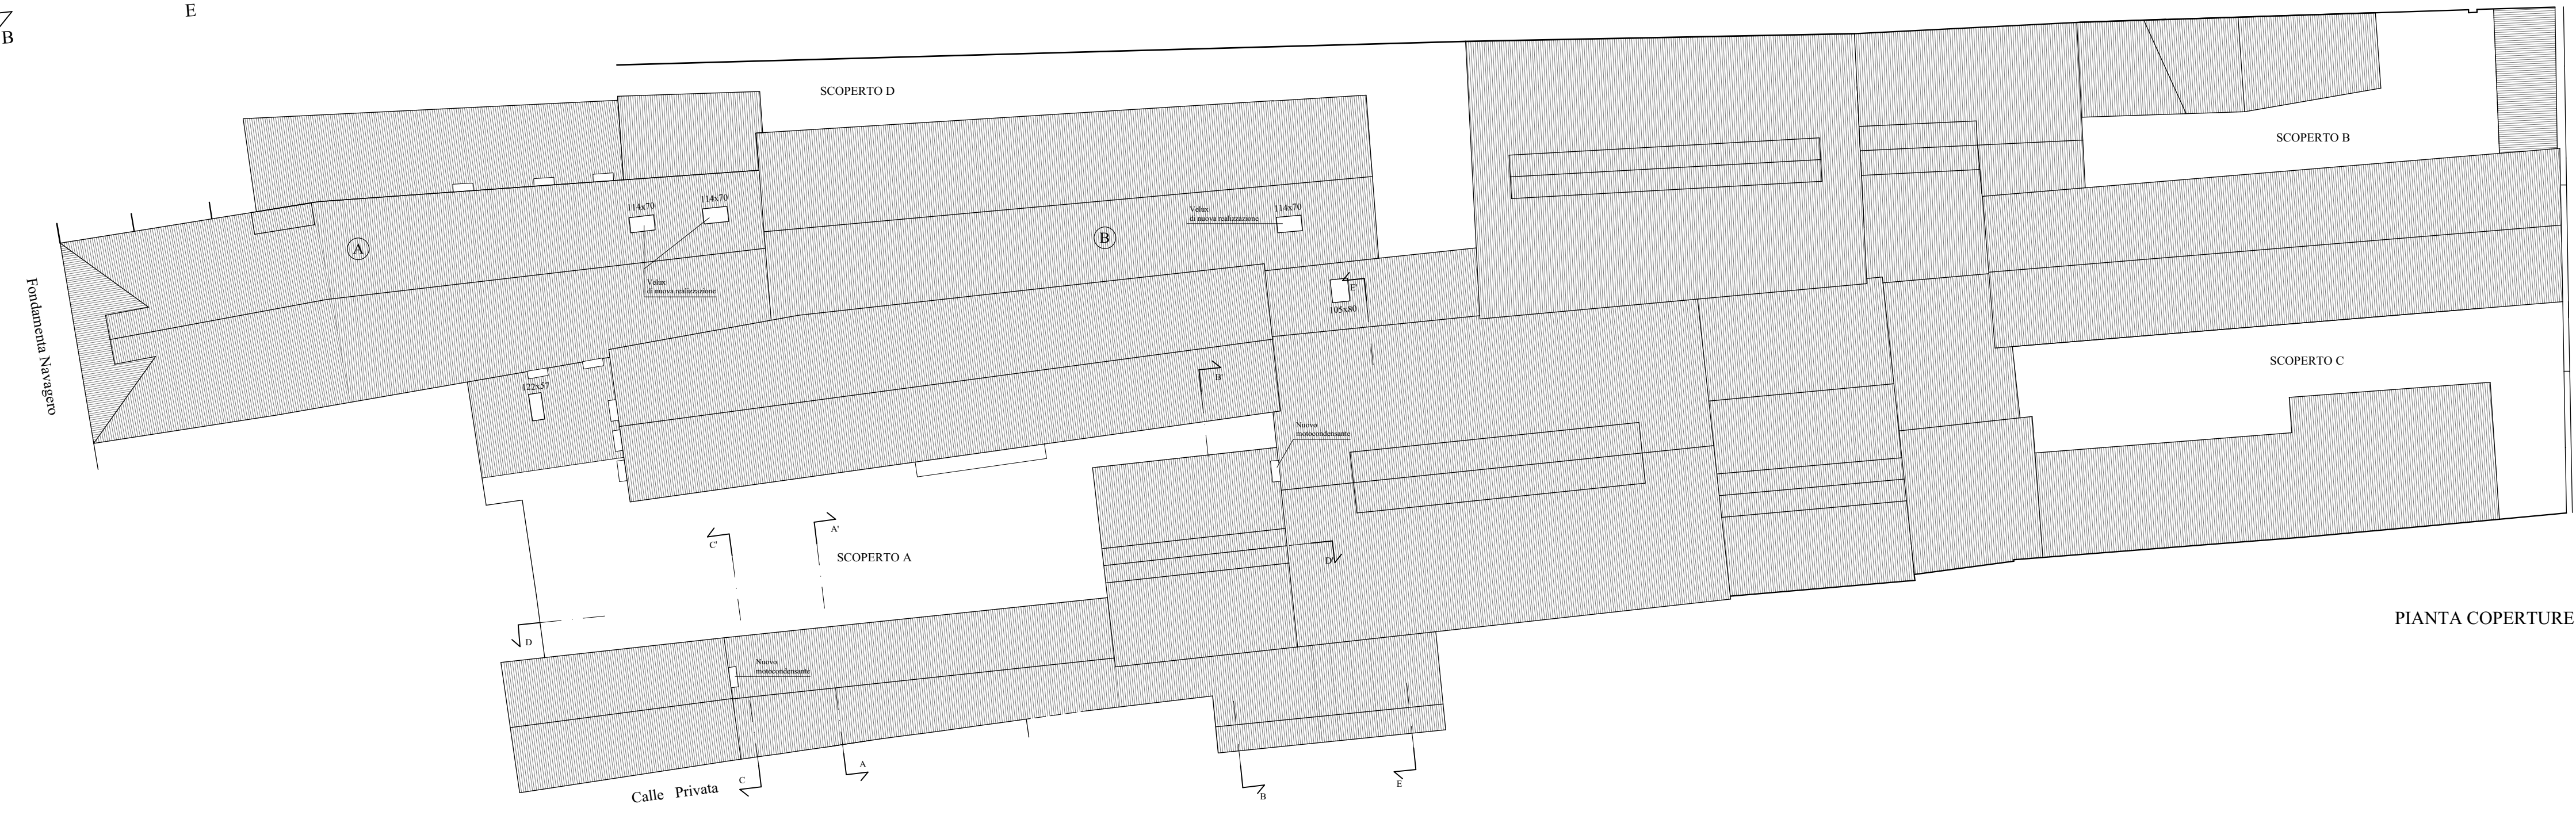 E
B
SCOPERTO D
SCOPERTO B
114x70
114x70
114x70
Velux
di nuova realizzazione
A
B
Fondamenta Navagero
Velux
di nuova realizzazione
E'
105x80
SCOPERTO C
B'
122x57
Nuovo
motocondensante
A'
C'
SCOPERTO A
D'
D
PIANTA COPERTURE
Nuovo
motocondensante
A
C
Calle Privata
B
E